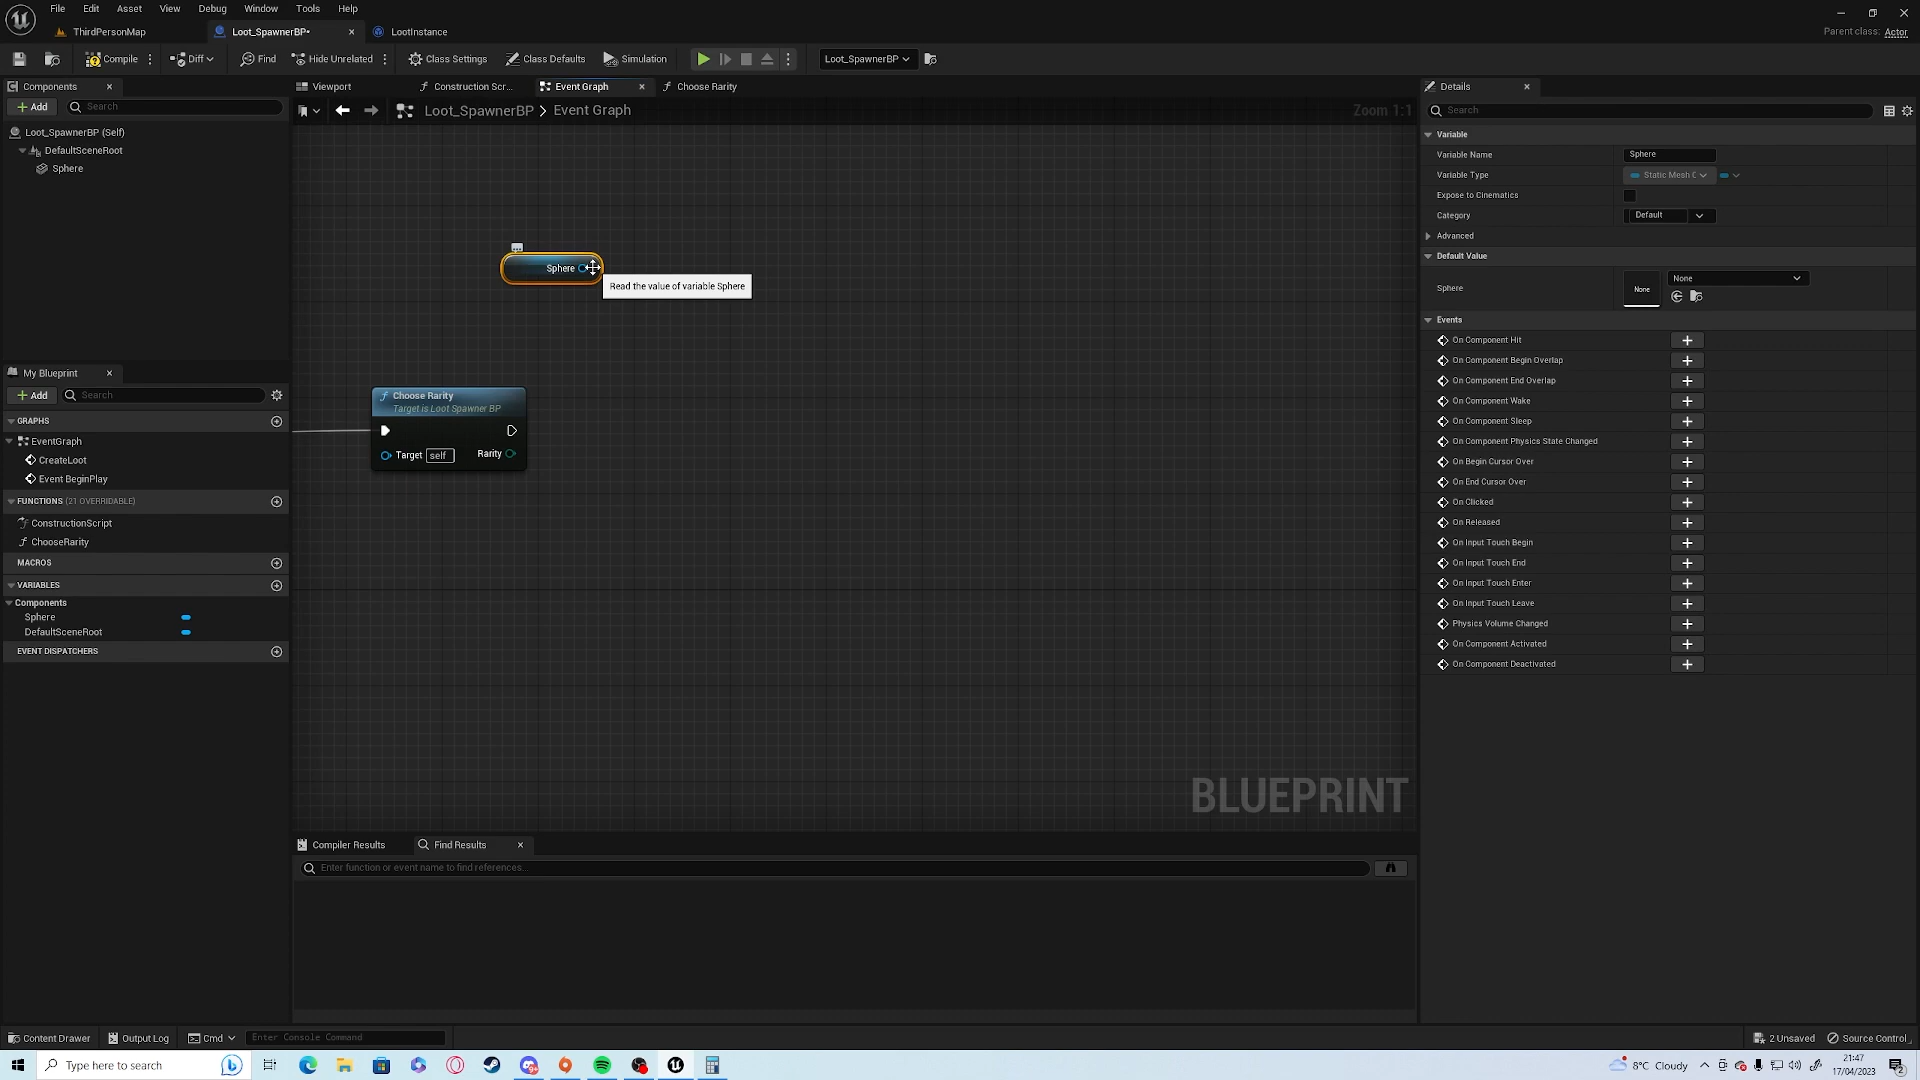 File Edit Asset View Window Debug Tools Help
ThirdPersonMap
Loot_SpawnerBP•
LootInstance
Parent class: Actor
Compile
Diff
Find
Hide Unrelated
Class Settings
Class Defaults
Simulation
Loot_SpawnerBP
Components
Add
Search
Loot_SpawnerBP (Self)
DefaultSceneRoot
Sphere
My Blueprint
Add
Search
GRAPHS
EventGraph
CreateLoot
Event BeginPlay
FUNCTIONS (21 OVERRIDABLE)
ConstructionScript
ChooseRarity
MACROS
VARIABLES
Components
Sphere
DefaultSceneRoot
EVENT DISPATCHERS
Viewport
Construction Scr...
Event Graph
Choose Rarity
Loot_SpawnerBP > Event Graph
Zoom 1:1
Sphere
Read the value of variable Sphere
Choose Rarity
Target is Loot Spawner BP
Target self
Rarity
BLUEPRINT
Compiler Results
Find Results
Enter function or event name to find references...
Details
Search
Variable
Variable Name
Sphere
Variable Type
Static Mesh C
Expose to Cinematics
Category
Default
Advanced
Default Value
Sphere
None
None
Events
On Component Hit
On Component Begin Overlap
On Component End Overlap
On Component Wake
On Component Sleep
On Component Physics State Changed
On Begin Cursor Over
On End Cursor Over
On Clicked
On Released
On Input Touch Begin
On Input Touch End
On Input Touch Enter
On Input Touch Leave
Physics Volume Changed
On Component Activated
On Component Deactivated
Content Drawer
Output Log
Cmd
Enter Console Command
2 Unsaved
Source Control
Type here to search
8°C Cloudy
21:47
17/04/2023